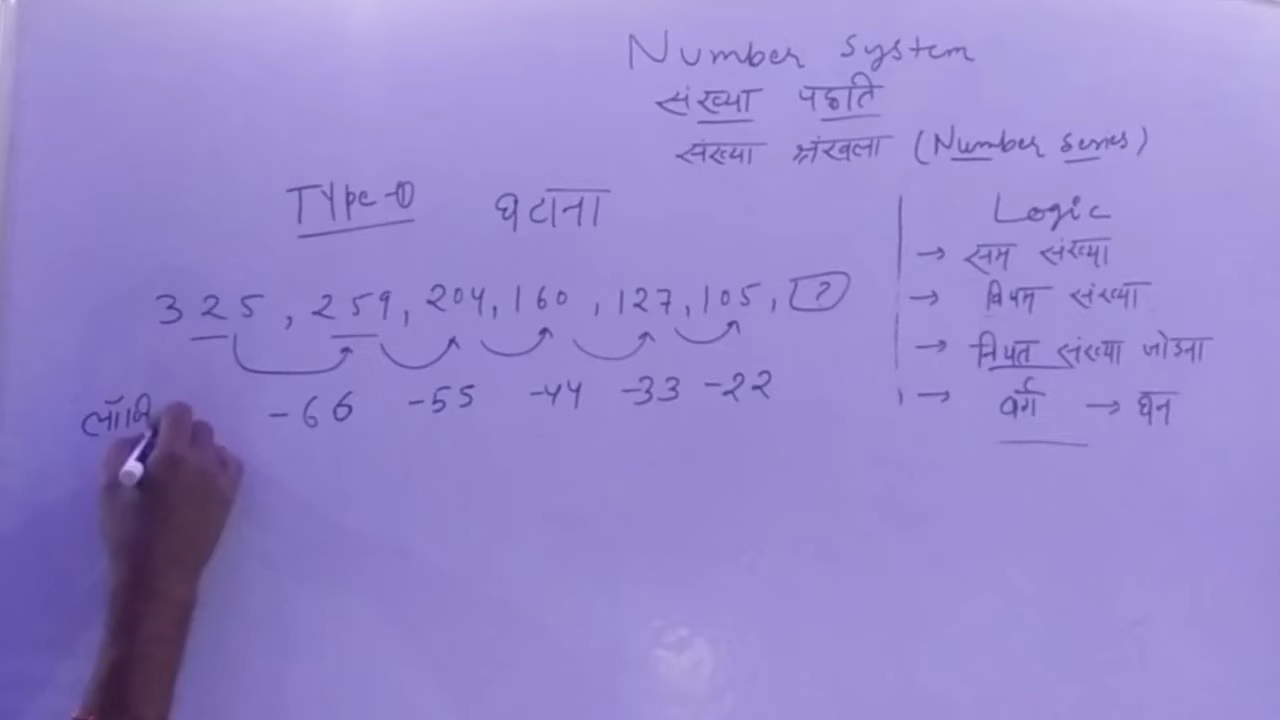 Number System
संख्या पद्धति
संख्या श्रंखला (Number Series)
Type-① घटाना
325, 259, 204, 160, 127, 105, ?
-66 -55 -44 -33 -22
Logic
→ सम संख्या
→ विषम संख्या
→ नियत संख्या जोडना
→ वर्ग → घन